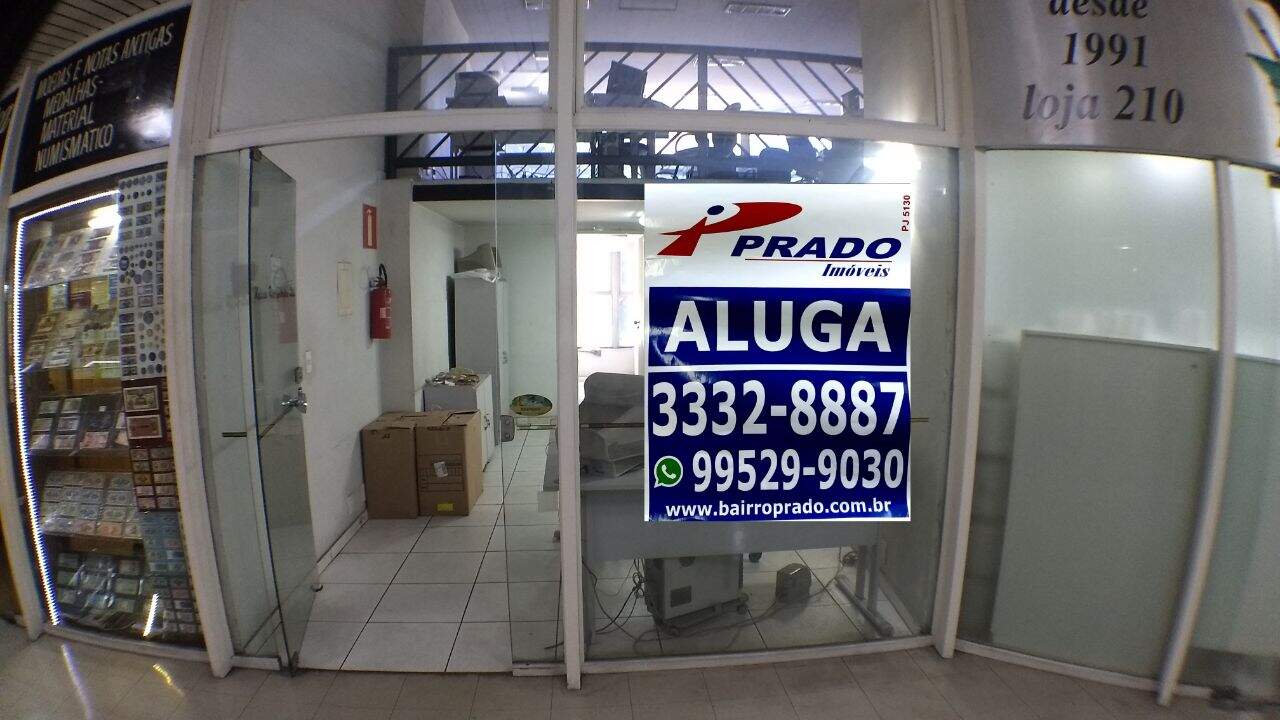 MOEDAS E NOTAS ANTIGAS
MEDALHAS
MATERIAL
NUMISMÁTICO
desde
1991
loja 210
PJ 5130
PRADO
Imóveis
ALUGA
3332-8887
99529-9030
www.bairroprado.com.br